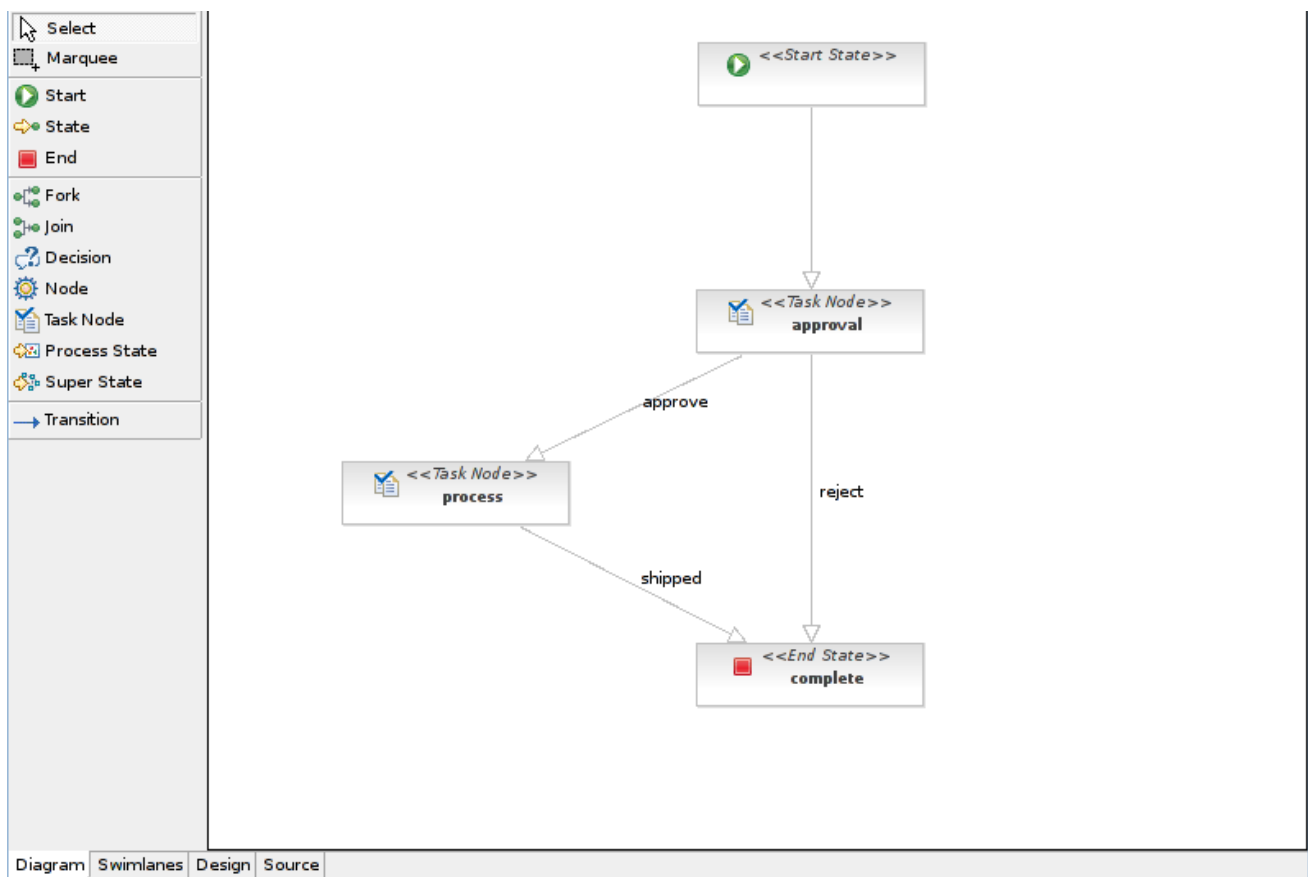 Select
Marquee
Start
State
End
Fork
Join
Decision
Node
Task Node
Process State
Super State
Transition
<<Start State>>
<<Task Node>>
approval
approve
<<Task Node>>
process
reject
shipped
<<End State>>
complete
Diagram Swimlanes Design Source